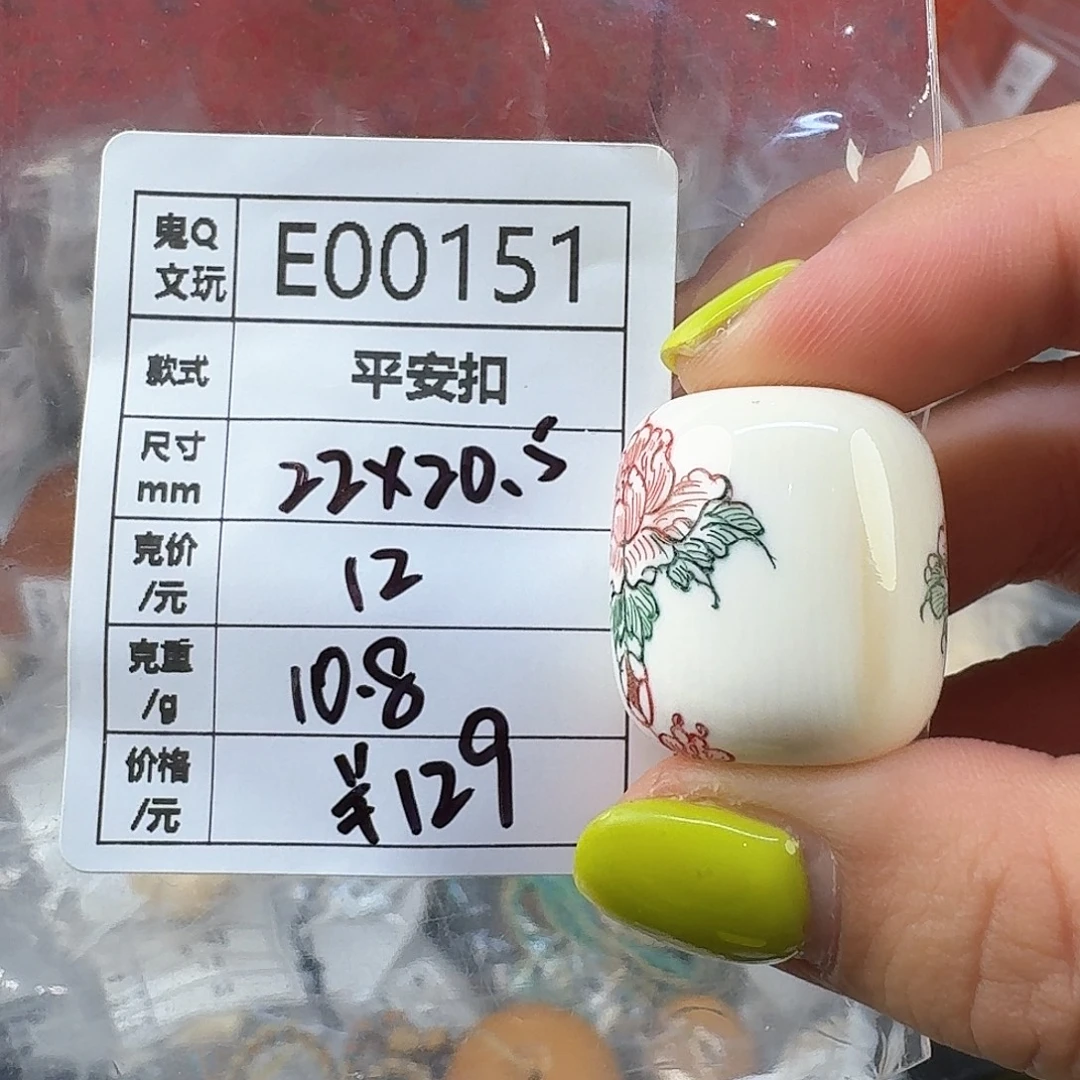 鬼Q
文玩
E00151
款式
平安扣
尺寸
mm
22X20.5
克价
/元
12
克重
/g
10.8
价格
/元
¥129